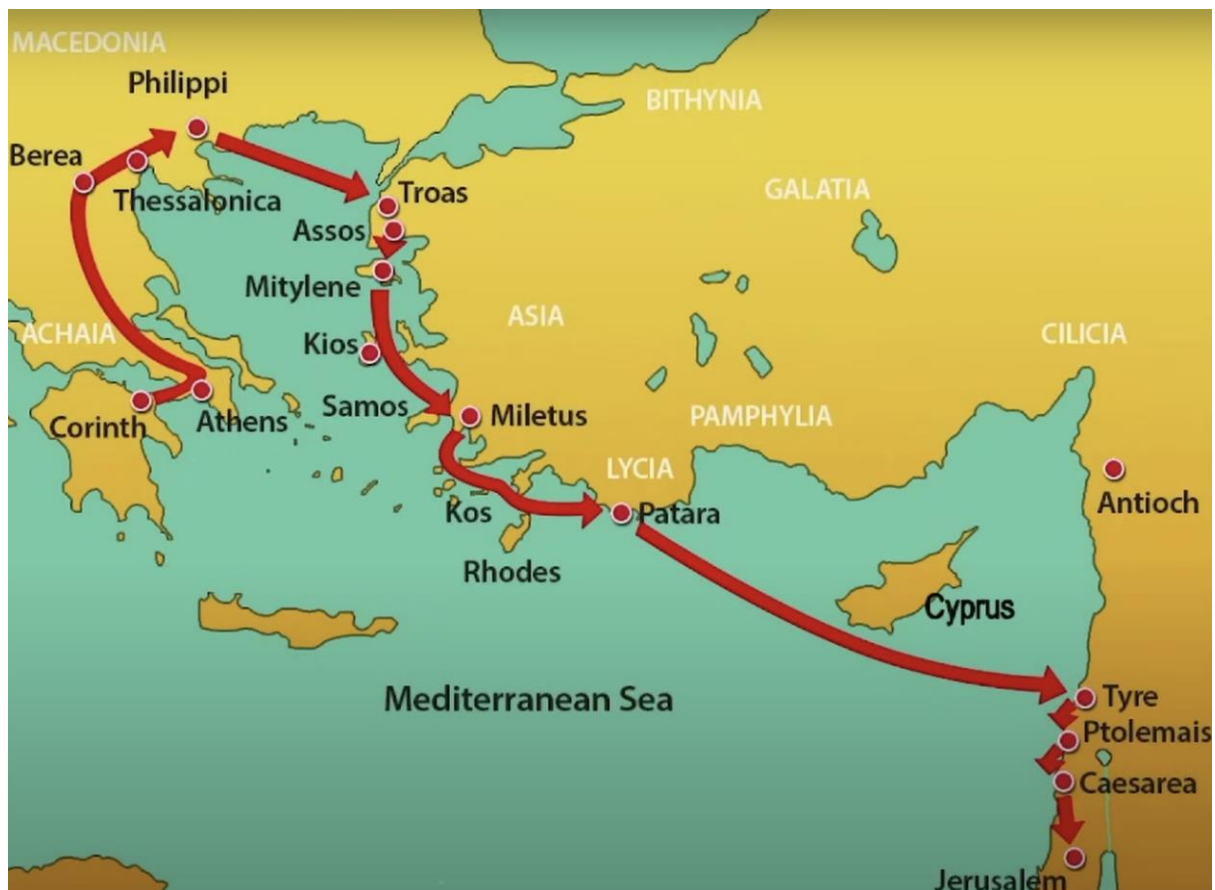 MACEDONIA
Philippi
BITHYNIA
Berea
Thessalonica
Troas
GALATIA
Assos
Mitylene
ASIA
ACHAIA
Kios
CILICIA
Samos
Miletus
PAMPHYLIA
Corinth
Athens
LYCIA
Kos
Patara
Antioch
Rhodes
Cyprus
Mediterranean Sea
Tyre
Ptolemais
Caesarea
Jerusalem